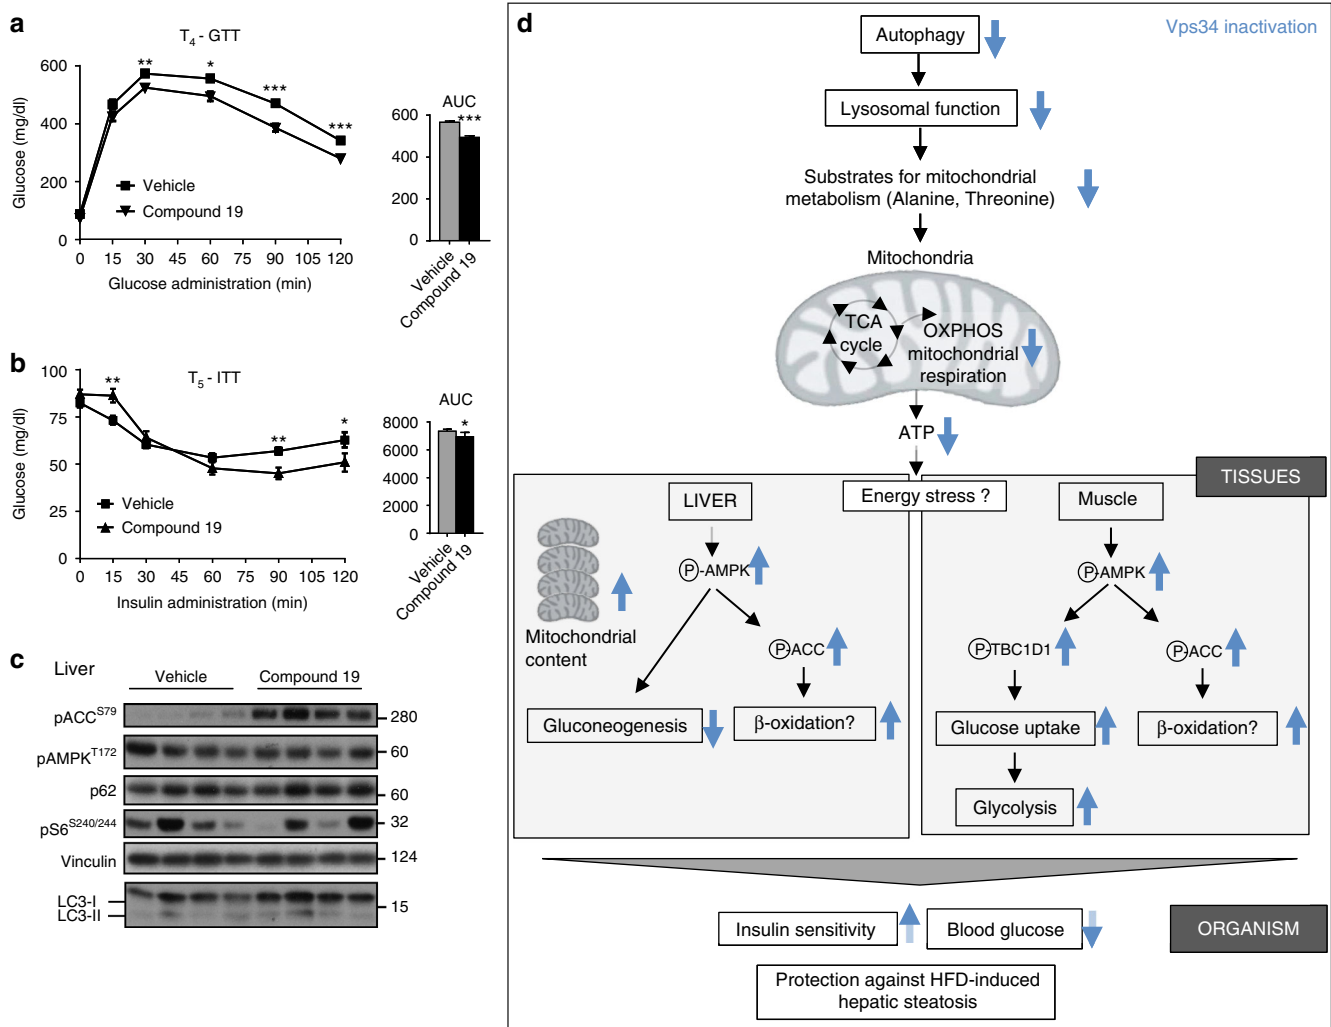 a
T4 - GTT
Glucose (mg/dl)
600
400
200
0
** * *** ***
Vehicle
Compound 19
0 15 30 45 60 75 90 105 120
Glucose administration (min)
AUC
***
600
400
200
0
Vehicle
Compound 19
b
T5 - ITT
Glucose (mg/dl)
100
75
50
25
0
** ** *
Vehicle
Compound 19
0 15 30 45 60 75 90 105 120
Insulin administration (min)
AUC
*
8000
6000
4000
2000
0
Vehicle
Compound 19
c
Liver
Vehicle Compound 19
pACC^S79 280
pAMPK^T172 60
p62 60
pS6^S240/244 32
Vinculin 124
LC3-I
LC3-II
15
d
Vps34 inactivation
Autophagy
Lysosomal function
Substrates for mitochondrial
metabolism (Alanine, Threonine)
Mitochondria
TCA
cycle
OXPHOS
mitochondrial
respiration
ATP
Energy stress ?
TISSUES
LIVER
P-AMPK
Mitochondrial
content
P-ACC
Gluconeogenesis
β-oxidation?
Muscle
P-AMPK
P-TBC1D1
P-ACC
Glucose uptake
β-oxidation?
Glycolysis
Insulin sensitivity
Blood glucose
ORGANISM
Protection against HFD-induced
hepatic steatosis